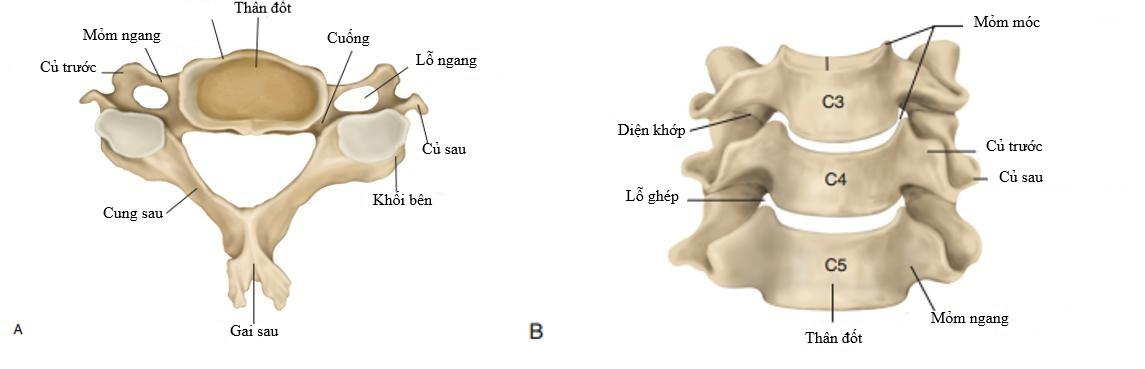 Thân đốt
Mỏm ngang
Cuống
Củ trước
Lỗ ngang
Củ sau
Khối bên
Cung sau
Gai sau
A
Mỏm móc
C3
Diện khớp
Củ trước
C4
Củ sau
Lỗ ghép
C5
Mỏm ngang
Thân đốt
B